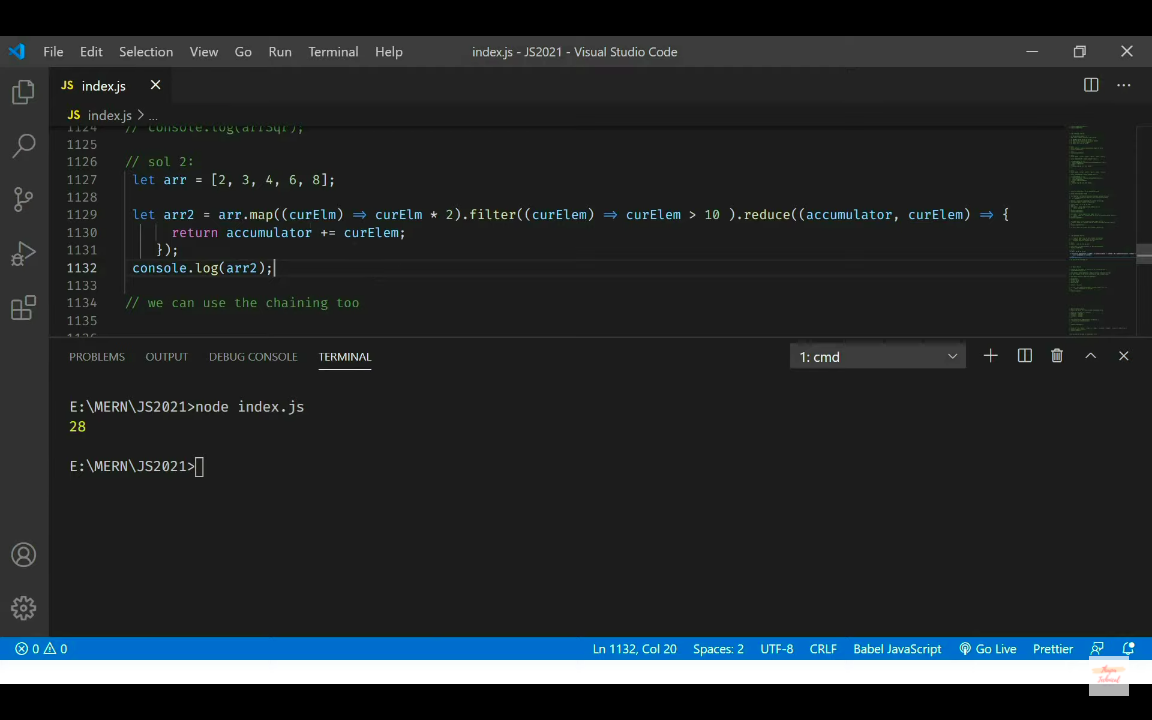 File Edit Selection View Go Run Terminal Help index.js - JS2021 - Visual Studio Code
JS index.js
JS index.js > ...
1124 // console.log(arrSqr);
1125
1126 // sol 2:
1127 let arr = [2, 3, 4, 6, 8];
1128
1129 let arr2 = arr.map((curElm) => curElm * 2).filter((curElem) => curElem > 10 ).reduce((accumulator, curElem) => {
1130 return accumulator += curElem;
1131 });
1132 console.log(arr2);
1133
1134 // we can use the chaining too
1135
PROBLEMS OUTPUT DEBUG CONSOLE TERMINAL 1: cmd
E:\MERN\JS2021>node index.js
28
E:\MERN\JS2021>
0 0 Ln 1132, Col 20 Spaces: 2 UTF-8 CRLF Babel JavaScript Go Live Prettier